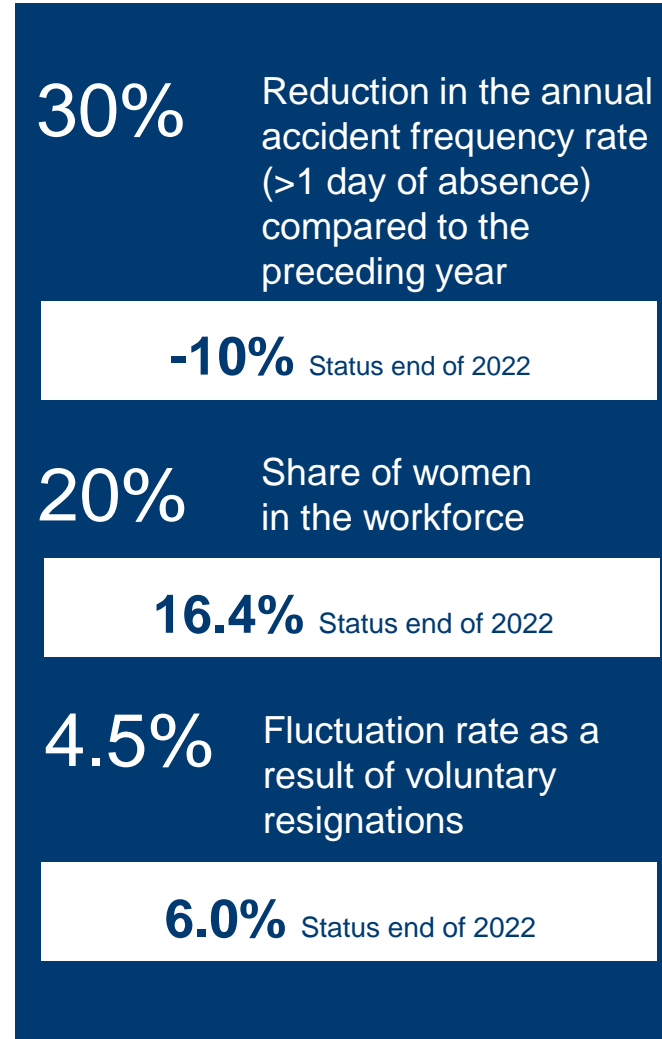 30%
Reduction in the annual
accident frequency rate
(>1 day of absence)
compared to the
preceding year
-10% Status end of 2022
20%
Share of women
in the workforce
16.4% Status end of 2022
4.5%
Fluctuation rate as a
result of voluntary
resignations
6.0% Status end of 2022